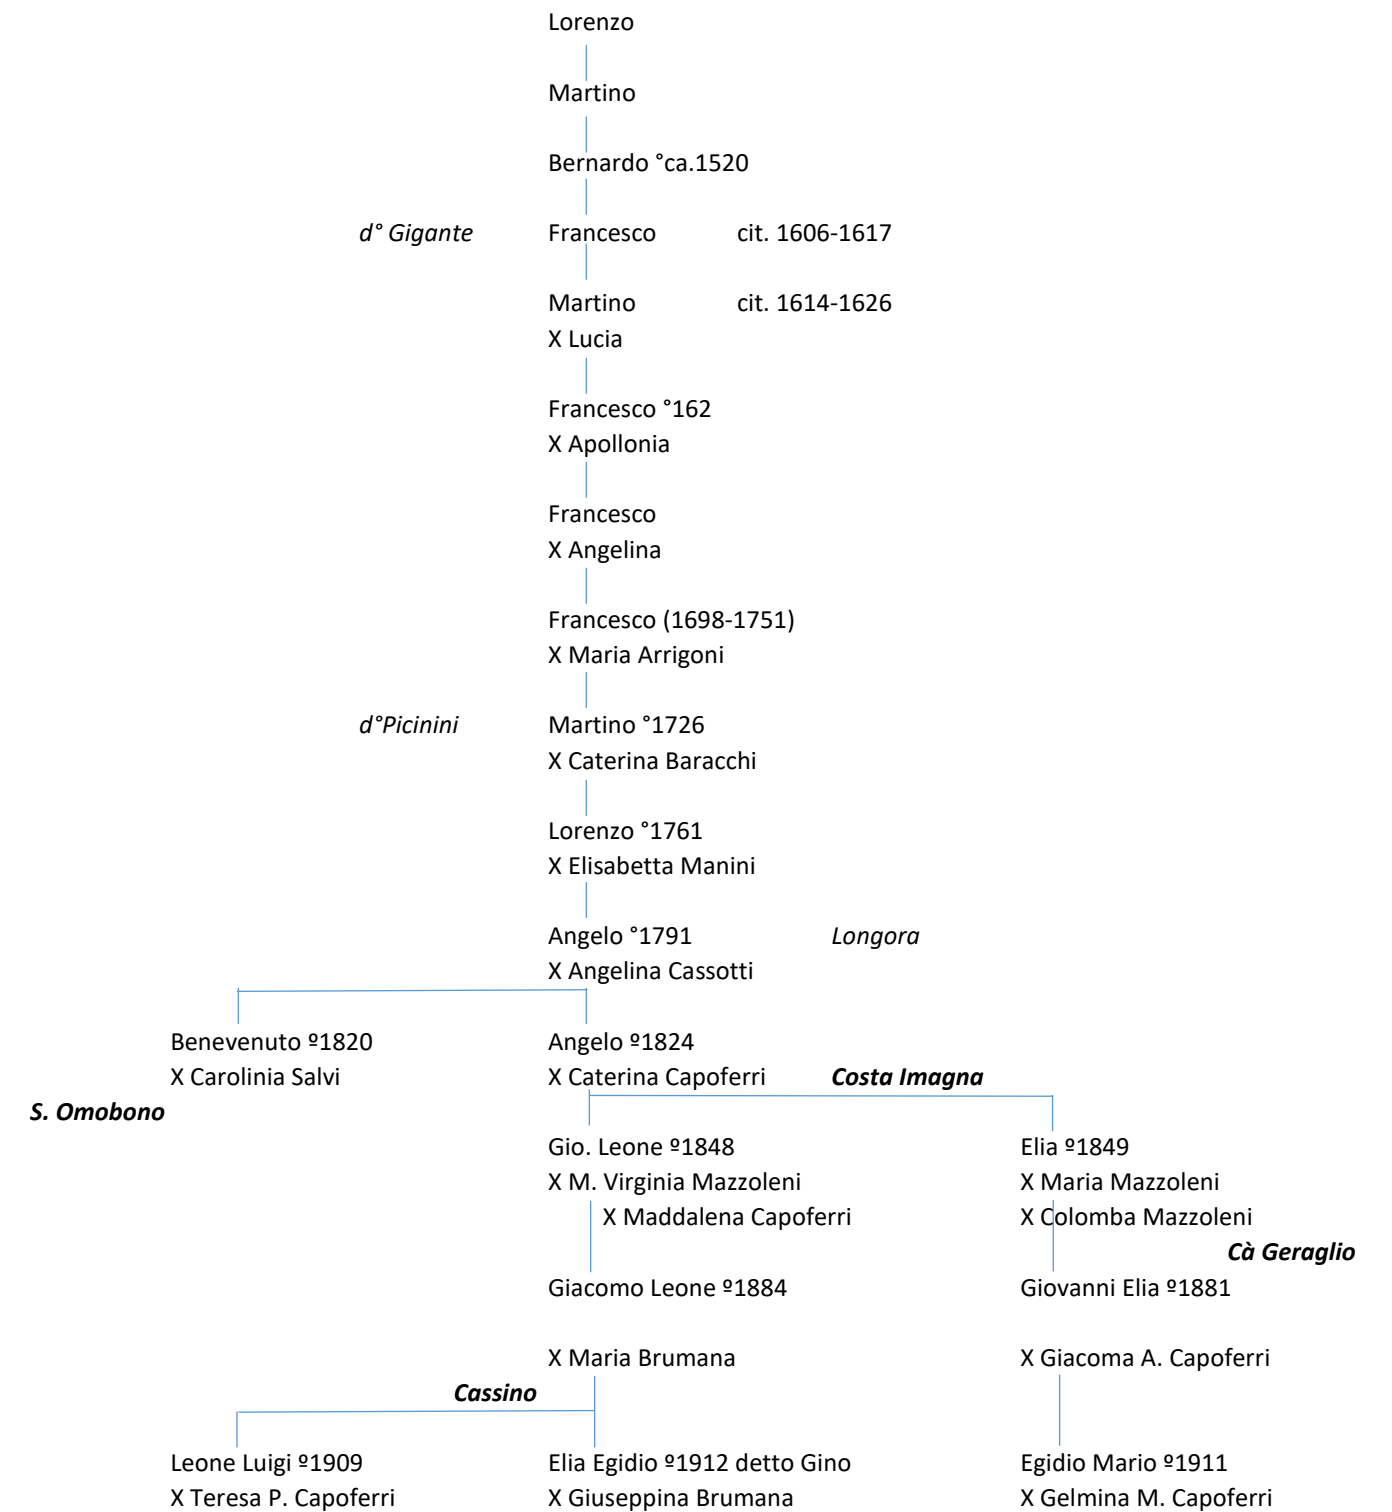 Lorenzo
Martino
Bernardo °ca.1520
d° Gigante Francesco cit. 1606-1617
Martino cit. 1614-1626
X Lucia
Francesco °162
X Apollonia
Francesco
X Angelina
Francesco (1698-1751)
X Maria Arrigoni
d°Picinini Martino °1726
X Caterina Baracchi
Lorenzo °1761
X Elisabetta Manini
Angelo °1791 Longora
X Angelina Cassotti
Benevenuto º1820 Angelo º1824
X Carolinia Salvi X Caterina Capoferri Costa Imagna
S. Omobono
Gio. Leone º1848 Elia º1849
X M. Virginia Mazzoleni X Maria Mazzoleni
X Maddalena Capoferri X Colomba Mazzoleni
Cà Geraglio
Giacomo Leone º1884 Giovanni Elia º1881
X Maria Brumana X Giacoma A. Capoferri
Cassino
Leone Luigi º1909 Elia Egidio º1912 detto Gino Egidio Mario º1911
X Teresa P. Capoferri X Giuseppina Brumana X Gelmina M. Capoferri